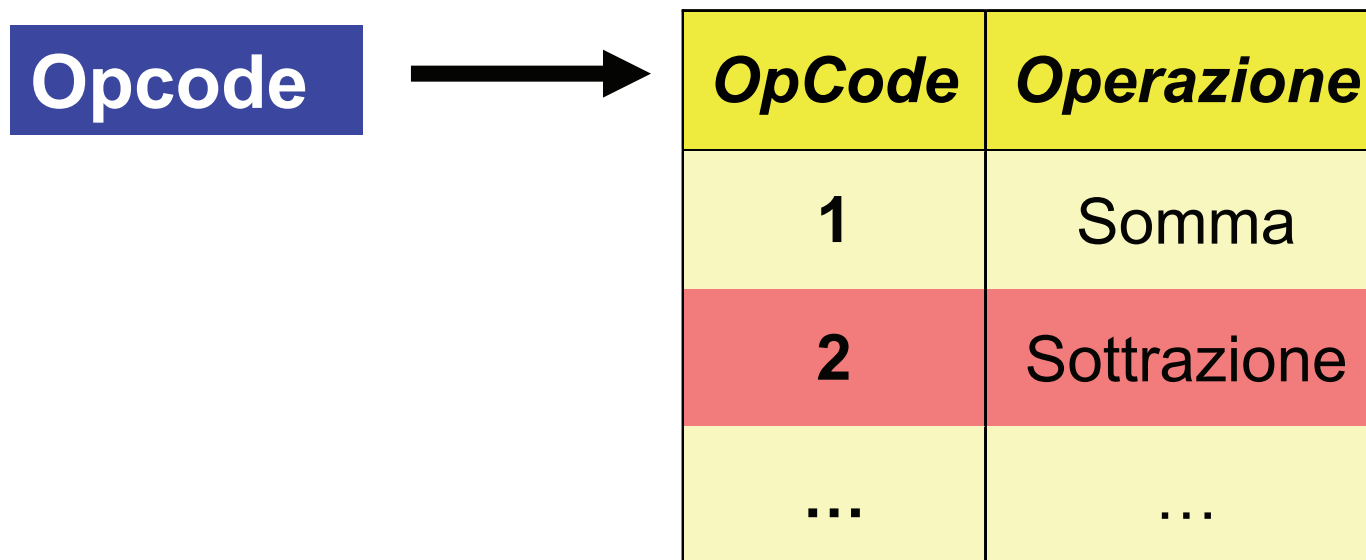 Opcode
OpCode Operazione
1 Somma
2 Sottrazione
... ...